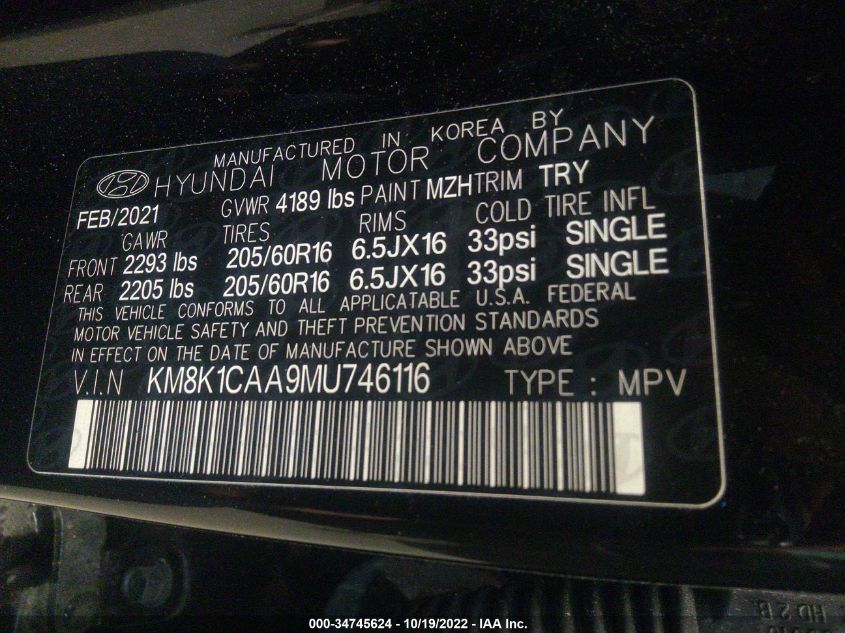 MANUFACTURED IN KOREA BY
HYUNDAI MOTOR COMPANY
FEB/2021 GVWR 4189 lbs PAINT MZH TRIM TRY
GAWR TIRES RIMS COLD TIRE INFL
FRONT 2293 lbs 205/60R16 6.5JX16 33psi SINGLE
REAR 2205 lbs 205/60R16 6.5JX16 33psi SINGLE
THIS VEHICLE CONFORMS TO ALL APPLICATABLE U.S.A. FEDERAL
MOTOR VEHICLE SAFETY AND THEFT PREVENTION STANDARDS
IN EFFECT ON THE DATE OF MANUFACTURE SHOWN ABOVE
V.I.N KM8K1CAA9MU746116 TYPE : MPV
HD 2 B
000-34745624 - 10/19/2022 - IAA Inc.